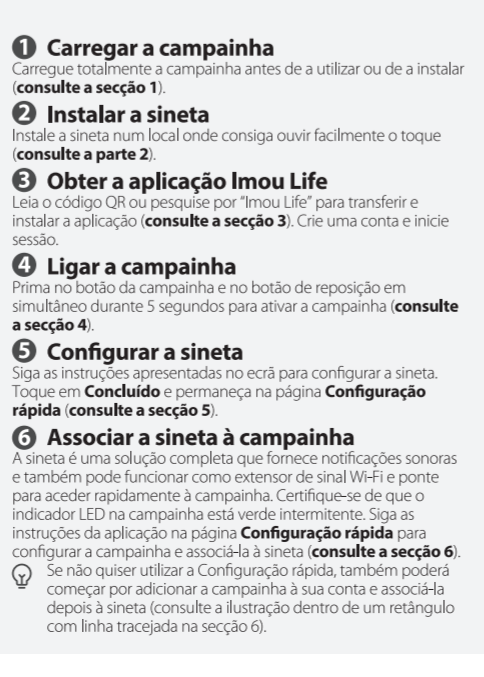 ❶ Carregar a campainha
Carregue totalmente a campainha antes de a utilizar ou de a instalar
(consulte a secção 1).
❷ Instalar a sineta
Instale a sineta num local onde consiga ouvir facilmente o toque
(consulte a parte 2).
❸ Obter a aplicação Imou Life
Leia o código QR ou pesquise por “Imou Life” para transferir e
instalar a aplicação (consulte a secção 3). Crie uma conta e inicie
sessão.
❹ Ligar a campainha
Prima no botão da campainha e no botão de reposição em
simultâneo durante 5 segundos para ativar a campainha (consulte
a secção 4).
❺ Configurar a sineta
Siga as instruções apresentadas no ecrã para configurar a sineta.
Toque em Concluído e permaneça na página Configuração
rápida (consulte a secção 5).
❻ Associar a sineta à campainha
A sineta é uma solução completa que fornece notificações sonoras
e também pode funcionar como extensor de sinal Wi-Fi e ponte
para aceder rapidamente à campainha. Certifique-se de que o
indicador LED na campainha está verde intermitente. Siga as
instruções da aplicação na página Configuração rápida para
configurar a campainha e associá-la à sineta (consulte a secção 6).
Se não quiser utilizar a Configuração rápida, também poderá
começar por adicionar a campainha à sua conta e associá-la
depois à sineta (consulte a ilustração dentro de um retângulo
com linha tracejada na secção 6).